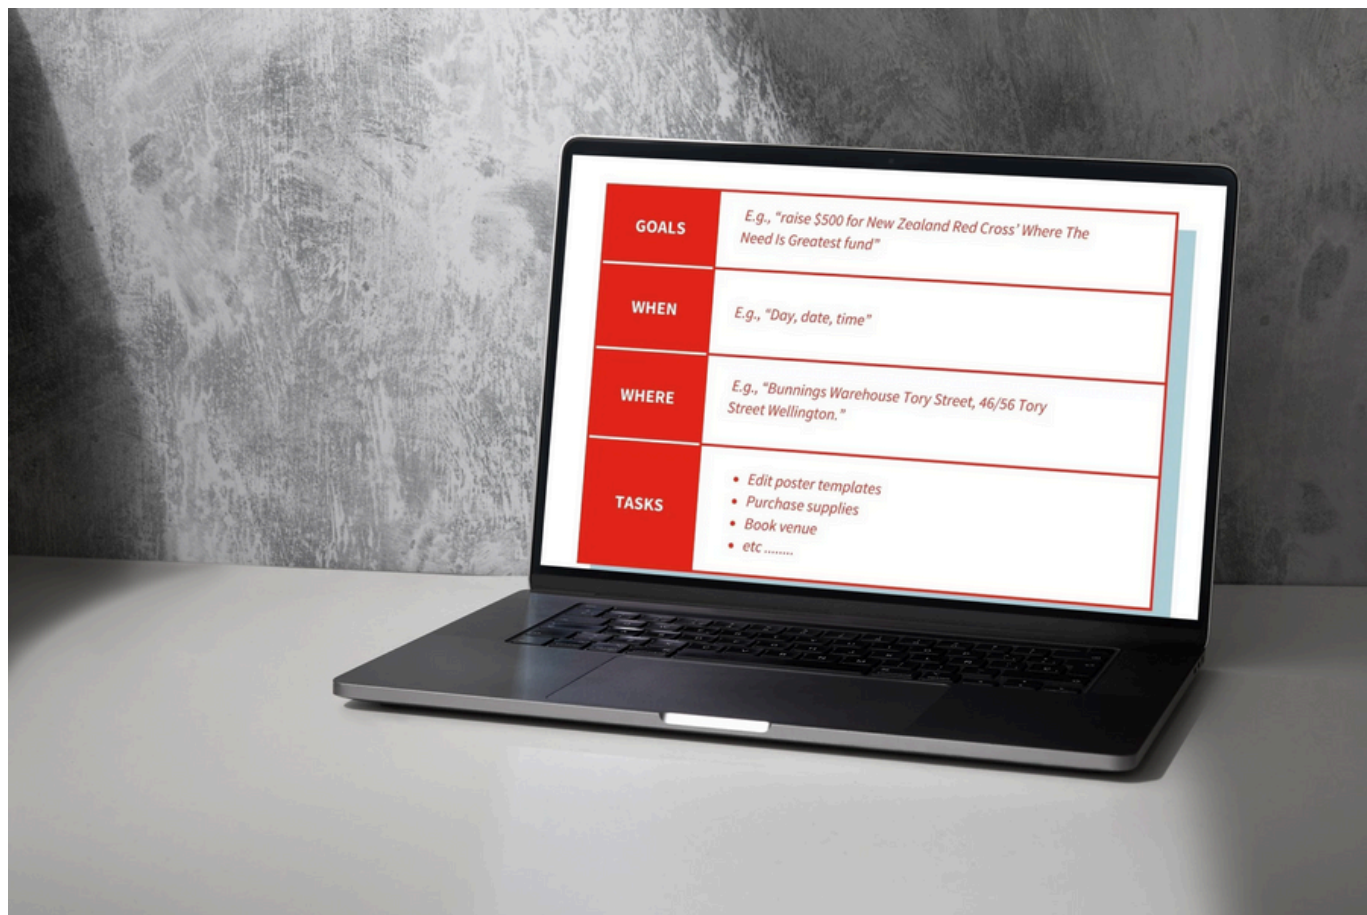 GOALS
E.g., “raise $500 for New Zealand Red Cross’ Where The
Need Is Greatest fund”
WHEN
E.g., “Day, date, time”
WHERE
E.g., “Bunnings Warehouse Tory Street, 46/56 Tory
Street Wellington.”
TASKS
• Edit poster templates
• Purchase supplies
• Book venue
• etc ........